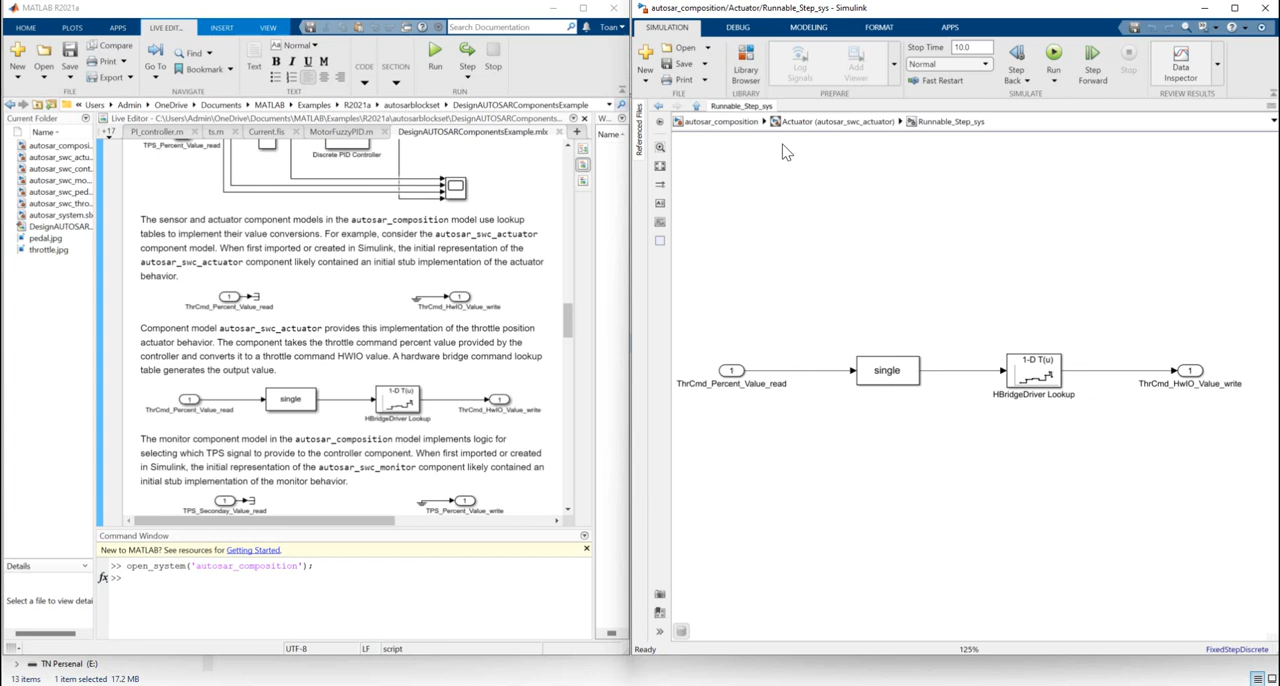 MATLAB R2021a
HOME
PLOTS
APPS
LIVE EDIT...
INSERT
VIEW
Search Documentation
Toan
New
Open
Save
Compare
Print
Export
Go To
Find
Bookmark
Text
Aa Normal
B I U M
CODE
SECTION
Run
Step
Stop
FILE
NAVIGATE
TEXT
RUN
« Users ▸ Admin ▸ OneDrive ▸ Documents ▸ MATLAB ▸ Examples ▸ R2021a ▸ autosarblockset ▸ DesignAUTOSARComponentsExample
Current Folder
Name
autosar_composi..
autosar_swc_actu..
autosar_swc_cont..
autosar_swc_mo...
autosar_swc_ped..
autosar_swc_thro..
autosar_system.slx
DesignAUTOSAR..
pedal.jpg
throttle.jpg
Details
Select a file to view detai
Live Editor - C:\Users\Admin\OneDrive\Documents\MATLAB\Examples\R2021a\autosarblockset\DesignAUTOSARComponentsExampl...
W...
+17
PI_controller.m
ts.m
Current.fis
MotorFuzzyPID.m
DesignAUTOSARComponentsExample.mlx
Name
TPS_Percent_Value_read
Discrete PID Controller
The sensor and actuator component models in the autosar_composition model use lookup
tables to implement their value conversions. For example, consider the autosar_swc_actuator
component model. When first imported or created in Simulink, the initial representation of the
autosar_swc_actuator component likely contained an initial stub implementation of the actuator
behavior.
1
1
ThrCmd_Percent_Value_read
ThrCmd_HwIO_Value_write
Component model autosar_swc_actuator provides this implementation of the throttle position
actuator behavior. The component takes the throttle command percent value provided by the
controller and converts it to a throttle command HWIO value. A hardware bridge command lookup
table generates the output value.
1
single
1-D T(u)
1
ThrCmd_Percent_Value_read
HBridgeDriver Lookup
ThrCmd_HwIO_Value_write
The monitor component model in the autosar_composition model implements logic for
selecting which TPS signal to provide to the controller component. When first imported or created
in Simulink, the initial representation of the autosar_swc_monitor component likely contained an
initial stub implementation of the monitor behavior.
1
1
TPS_Seconday_Value_read
TPS_Percent_Value_write
Command Window
New to MATLAB? See resources for Getting Started.
>> open_system('autosar_composition');
fx >>
UTF-8
LF
script
TN Persenal (E:)
13 items
1 item selected 17.2 MB
autosar_composition/Actuator/Runnable_Step_sys - Simulink
SIMULATION
DEBUG
MODELING
FORMAT
APPS
New
Open
Save
Print
Library
Browser
Log
Signals
Add
Viewer
Stop Time 10.0
Normal
Fast Restart
Step
Back
Run
Step
Forward
Stop
Data
Inspector
FILE
LIBRARY
PREPARE
SIMULATE
REVIEW RESULTS
Referenced Files
Runnable_Step_sys
autosar_composition ▸ Actuator (autosar_swc_actuator) ▸ Runnable_Step_sys
1
single
1-D T(u)
1
ThrCmd_Percent_Value_read
HBridgeDriver Lookup
ThrCmd_HwIO_Value_write
Ready
125%
FixedStepDiscrete